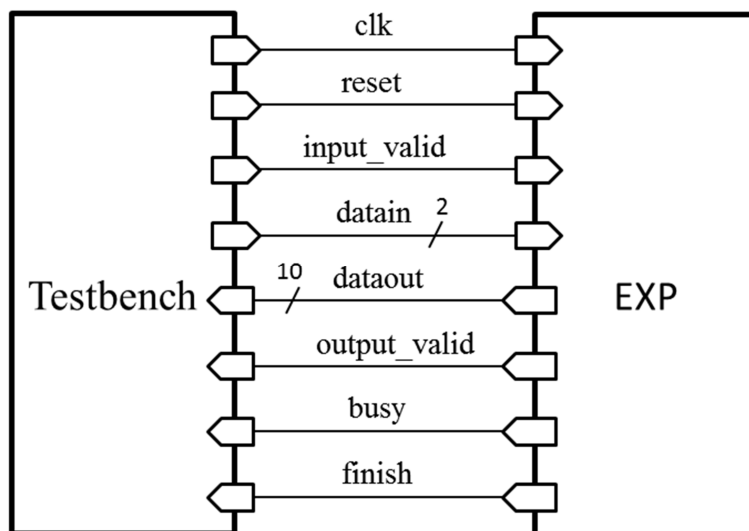 clk
reset
input_valid
datain 2
Testbench 10 dataout EXP
output_valid
busy
finish